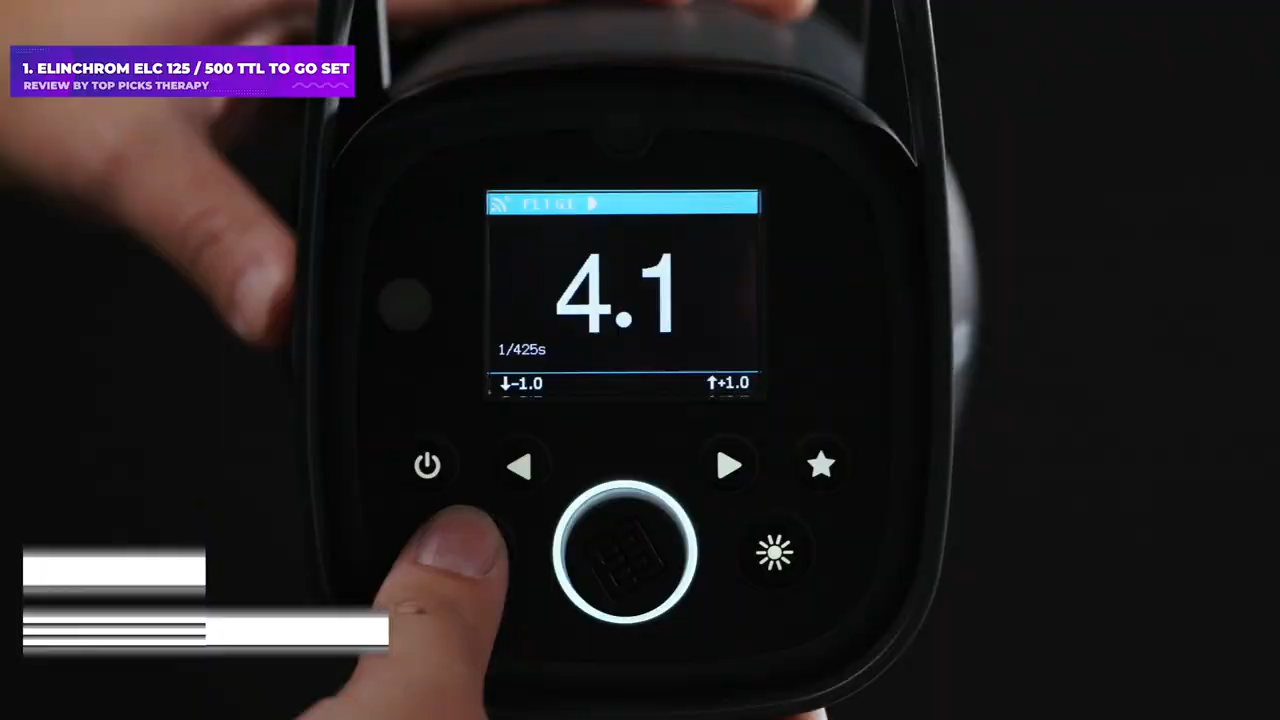 1. ELINCHROM ELC 125 / 500 TTL TO GO SET
REVIEW BY TOP PICKS THERAPY
4.1
1/425s
↓-1.0 ↑+1.0